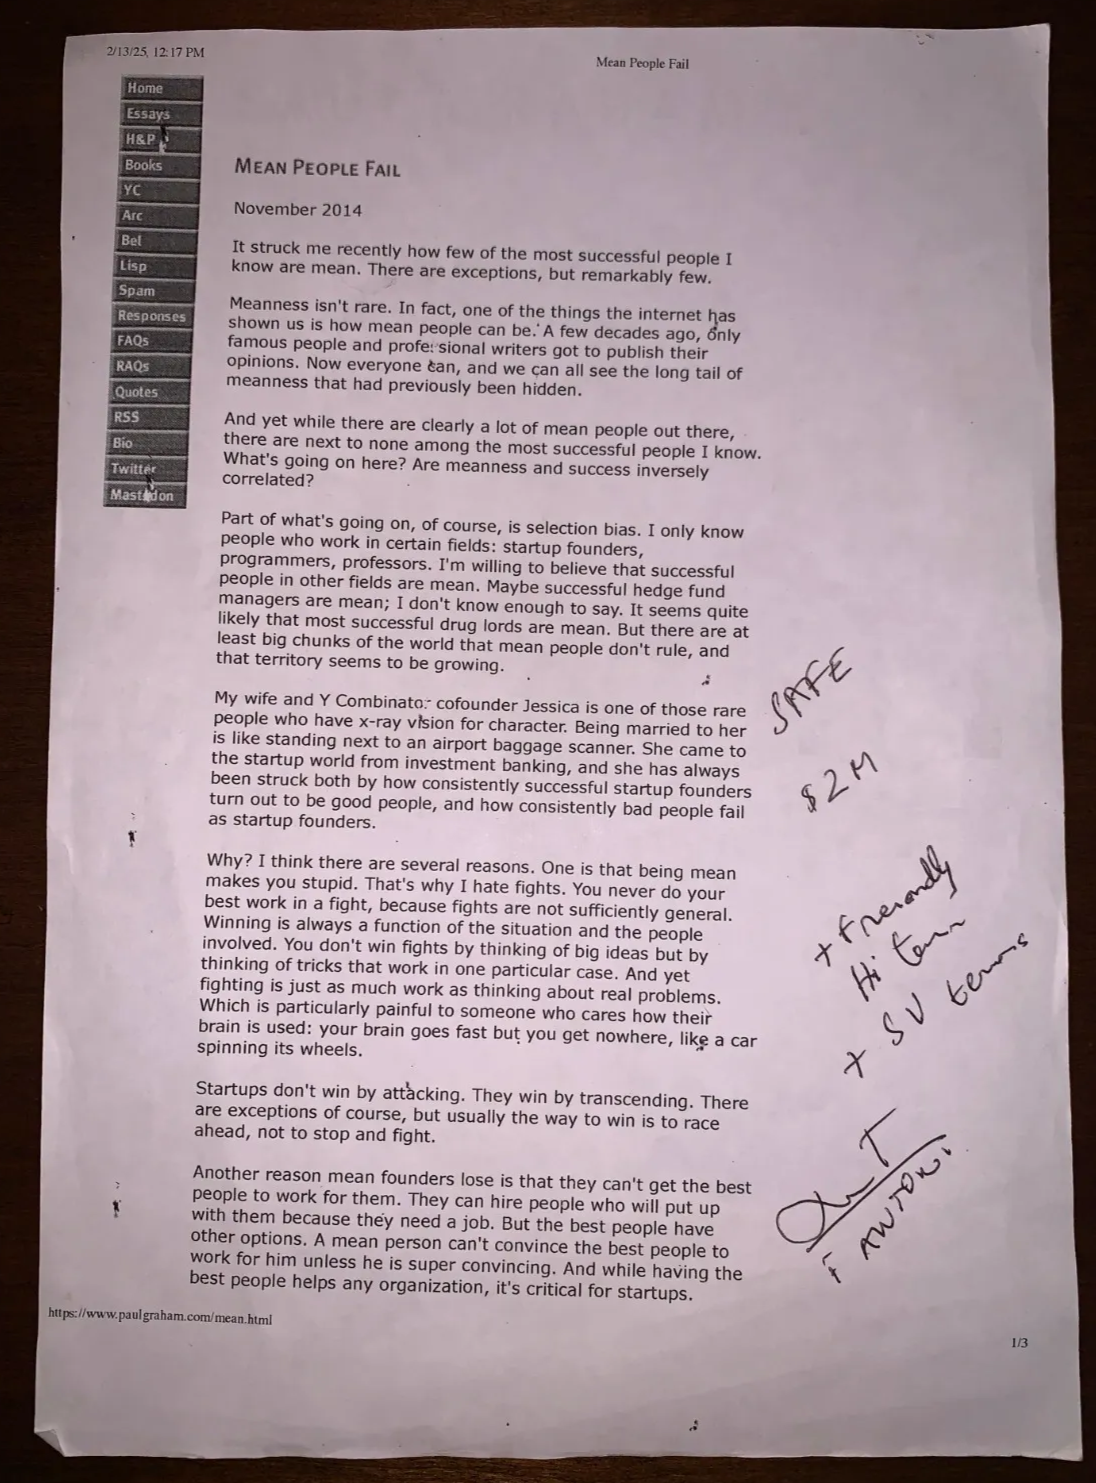 2/13/25, 12:17 PM
Mean People Fail
Home
Essays
H&P
Books
YC
Arc
Bel
Lisp
Spam
Responses
FAQs
RAQs
Quotes
RSS
Bio
Twitter
Mastodon
MEAN PEOPLE FAIL
November 2014
It struck me recently how few of the most successful people I
know are mean. There are exceptions, but remarkably few.
Meanness isn't rare. In fact, one of the things the internet has
shown us is how mean people can be. A few decades ago, only
famous people and professional writers got to publish their
opinions. Now everyone can, and we can all see the long tail of
meanness that had previously been hidden.
And yet while there are clearly a lot of mean people out there,
there are next to none among the most successful people I know.
What's going on here? Are meanness and success inversely
correlated?
Part of what's going on, of course, is selection bias. I only know
people who work in certain fields: startup founders,
programmers, professors. I'm willing to believe that successful
people in other fields are mean. Maybe successful hedge fund
managers are mean; I don't know enough to say. It seems quite
likely that most successful drug lords are mean. But there are at
least big chunks of the world that mean people don't rule, and
that territory seems to be growing.
My wife and Y Combinator cofounder Jessica is one of those rare
people who have x-ray vision for character. Being married to her
is like standing next to an airport baggage scanner. She came to
the startup world from investment banking, and she has always
been struck both by how consistently successful startup founders
turn out to be good people, and how consistently bad people fail
as startup founders.
Why? I think there are several reasons. One is that being mean
makes you stupid. That's why I hate fights. You never do your
best work in a fight, because fights are not sufficiently general.
Winning is always a function of the situation and the people
involved. You don't win fights by thinking of big ideas but by
thinking of tricks that work in one particular case. And yet
fighting is just as much work as thinking about real problems.
Which is particularly painful to someone who cares how their
brain is used: your brain goes fast but you get nowhere, like a car
spinning its wheels.
Startups don't win by attacking. They win by transcending. There
are exceptions of course, but usually the way to win is to race
ahead, not to stop and fight.
Another reason mean founders lose is that they can't get the best
people to work for them. They can hire people who will put up
with them because they need a job. But the best people have
other options. A mean person can't convince the best people to
work for him unless he is super convincing. And while having the
best people helps any organization, it's critical for startups.
SAFE
$2M
+
Hi
x SV terms
https://www.paulgraham.com/mean.html
1/3